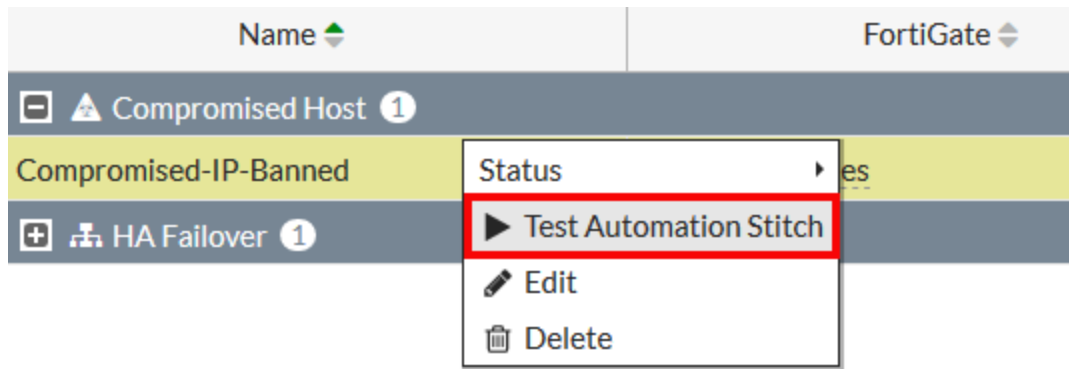 Name FortiGate
Compromised Host 1
Compromised-IP-Banned
es
HA Failover 1
Status
Test Automation Stitch
Edit
Delete